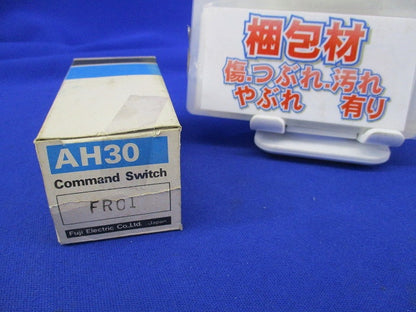 AH30
Command Switch
FR01
Fuji Electric Co.,Ltd. Japan
梱包材
傷.つぶれ.汚れ
やぶれ 有り